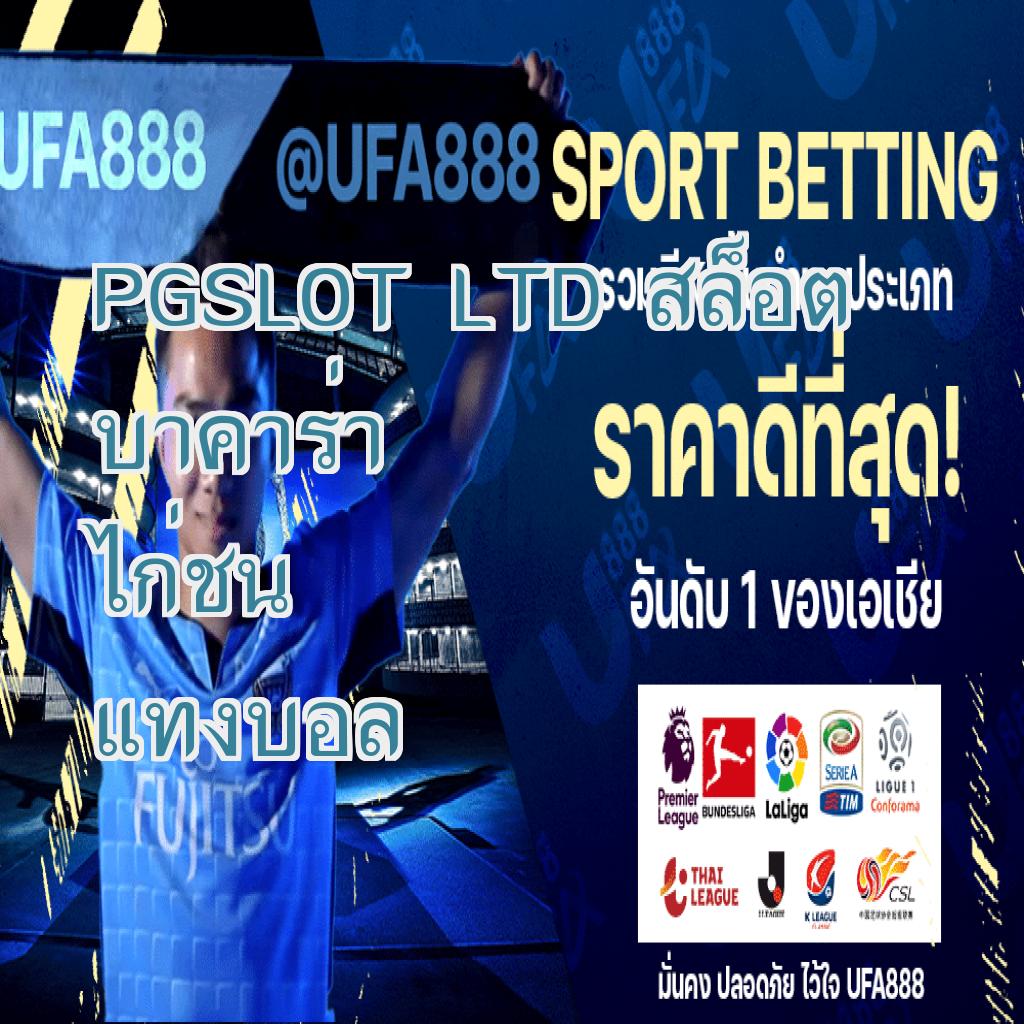 UFA888
@UFA888
SPORT BETTING
ประเภท
PGSLOT LTD สล็อต
บาคาร่า
ไก่ชน
แทงบอล
ราคาดีที่สุด!
อันดับ 1 ของเอเชีย
FUJITSU
Premier League
BUNDESLIGA
LaLiga
SERIE A
TIM
LIGUE 1
Conforama
THAI LEAGUE
J.LEAGUE
K LEAGUE
CSL
มั่นคง ปลอดภัย ไว้ใจ UFA888